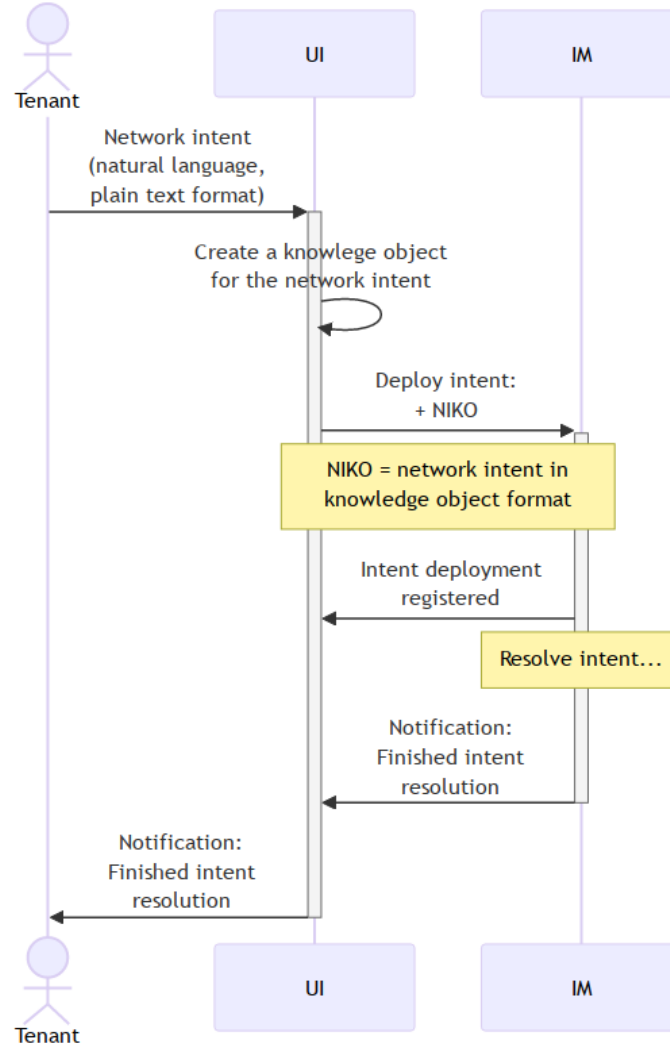 UI
IM
Tenant
Network intent
(natural language,
plain text format)
Create a knowlege object
for the network intent
Deploy intent:
+ NIKO
NIKO = network intent in
knowledge object format
Intent deployment
registered
Resolve intent...
Notification:
Finished intent
resolution
Notification:
Finished intent
resolution
UI
IM
Tenant